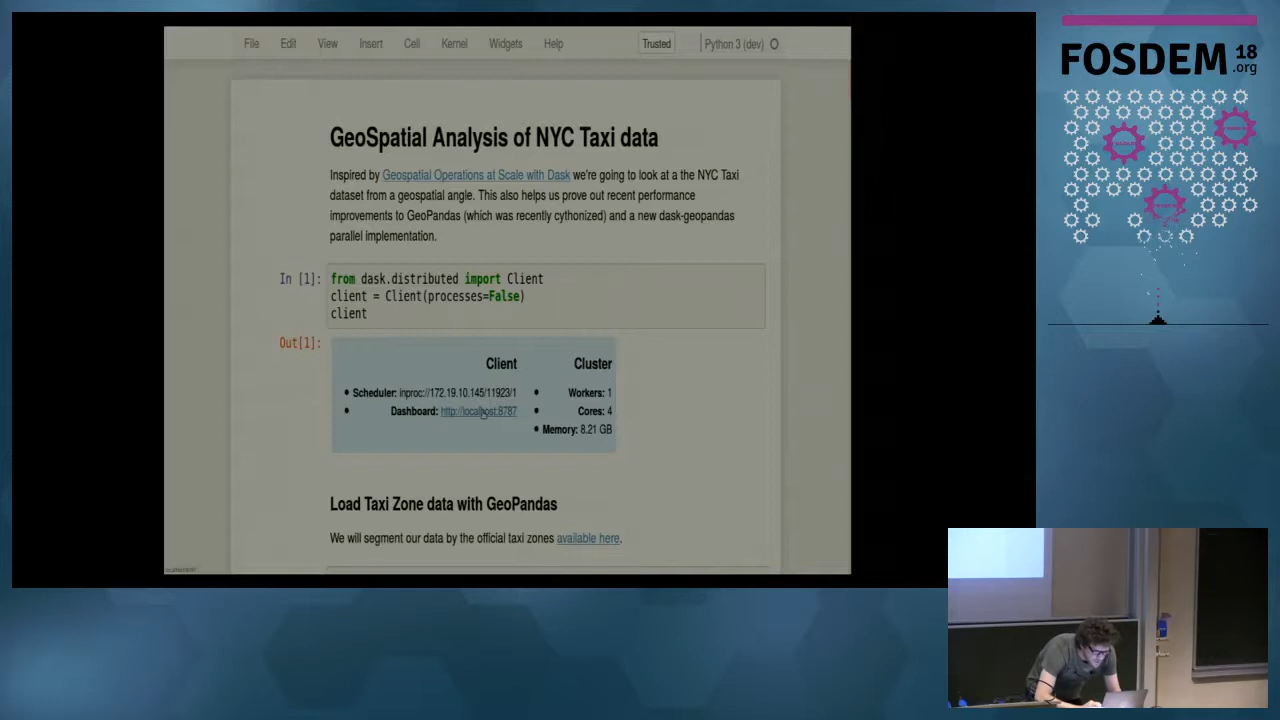 File Edit View Insert Cell Kernel Widgets Help Trusted Python 3 (dev)
GeoSpatial Analysis of NYC Taxi data
Inspired by Geospatial Operations at Scale with Dask we're going to look at a the NYC Taxi
dataset from a geospatial angle. This also helps us prove out recent performance
improvements to GeoPandas (which was recently cythonized) and a new dask-geopandas
parallel implementation.
In [1]: from dask.distributed import Client
client = Client(processes=False)
client
Out[1]:
Client Cluster
• Scheduler: inproc://172.19.10.145/11923/1 • Workers: 1
• Dashboard: http://localhost:8787 • Cores: 4
• Memory: 8.21 GB
Load Taxi Zone data with GeoPandas
We will segment our data by the official taxi zones available here.
FOSDEM 18
.org